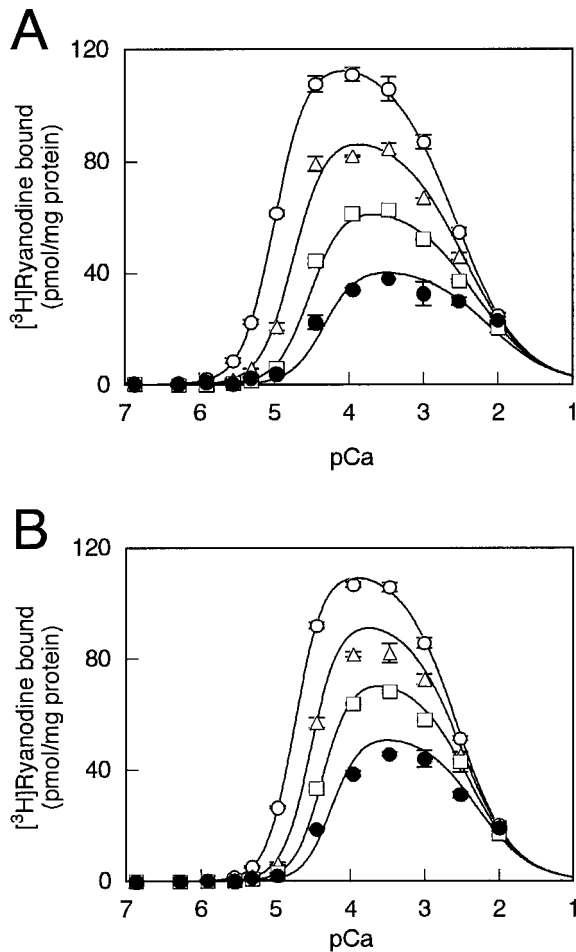 A
120
80
40
0
[³H]Ryanodine bound
(pmol/mg protein)
7 6 5 4 3 2 1
pCa
B
120
80
40
0
[³H]Ryanodine bound
(pmol/mg protein)
7 6 5 4 3 2 1
pCa